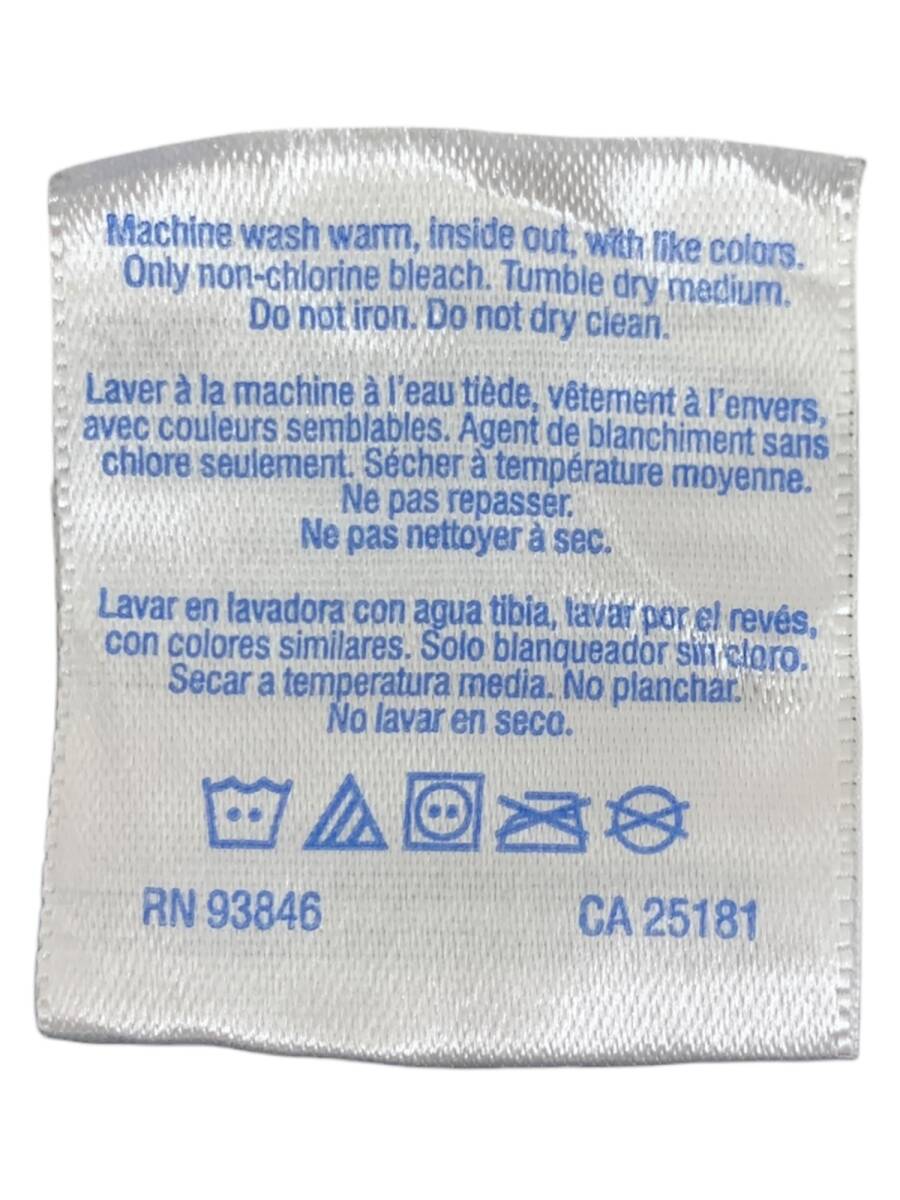 Machine wash warm, inside out, with like colors.
Only non-chlorine bleach. Tumble dry medium.
Do not iron. Do not dry clean.
Laver à la machine à l'eau tiède, vêtement à l'envers,
avec couleurs semblables. Agent de blanchiment sans
chlore seulement. Sécher à température moyenne.
Ne pas repasser.
Ne pas nettoyer à sec.
Lavar en lavadora con agua tibia, lavar por el revés,
con colores similares. Solo blanqueador sin cloro.
Secar a temperatura media. No planchar.
No lavar en seco.
RN 93846 CA 25181